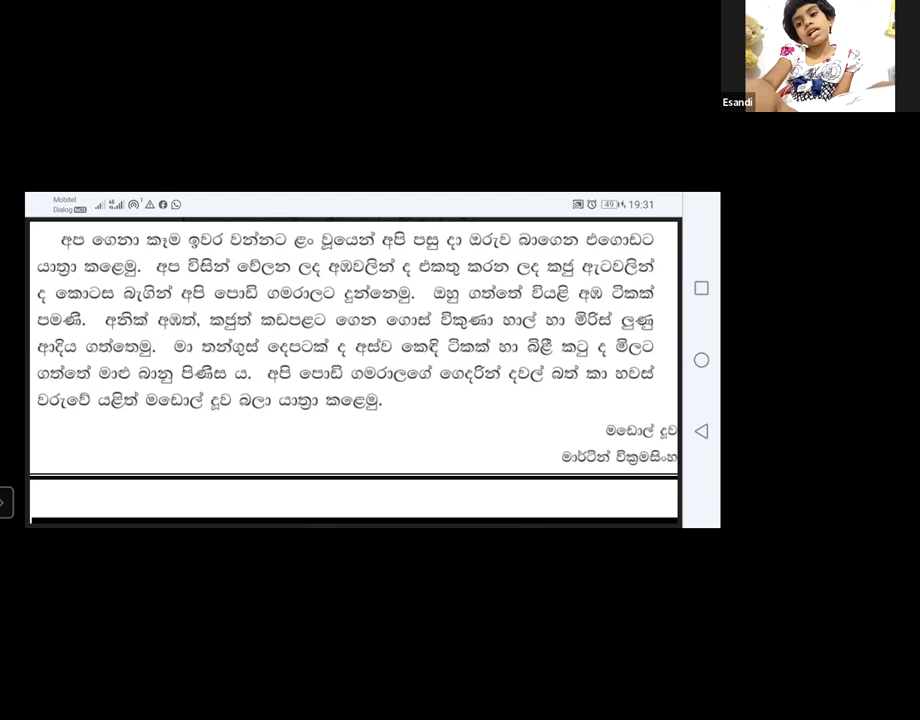 Esandi
Mobitel
Dialog VoLTE
49 19:31
අප ගෙනා කෑම ඉවර වන්නට ළං වූයෙන් අපි පසු දා ඔරුව බාගෙන එගොඩට
යාත්‍රා කළෙමු. අප විසින් වේලන ලද අඹවලින් ද එකතු කරන ලද කජු ඇටවලින්
ද කොටස බැගින් අපි පොඩි ගමරාලට දුන්නෙමු. ඔහු ගත්තේ වියළි අඹ ටිකක්
පමණි. අනික් අඹත්, කජුත් කඩපළට ගෙන ගොස් විකුණා හාල් හා මිරිස් ලුණු
ආදිය ගත්තෙමු. මා තන්ගුස් දෙපටක් ද අස්ව කෙඳි ටිකක් හා බිළී කටු ද මිලට
ගත්තේ මාළු බානු පිණිස ය. අපි පොඩි ගමරාලගේ ගෙදරින් දවල් බත් කා හවස්
වරුවේ යළිත් මඩොල් දූව බලා යාත්‍රා කළෙමු.
මඩොල් දූව
මාර්ටින් වික්‍රමසිංහ